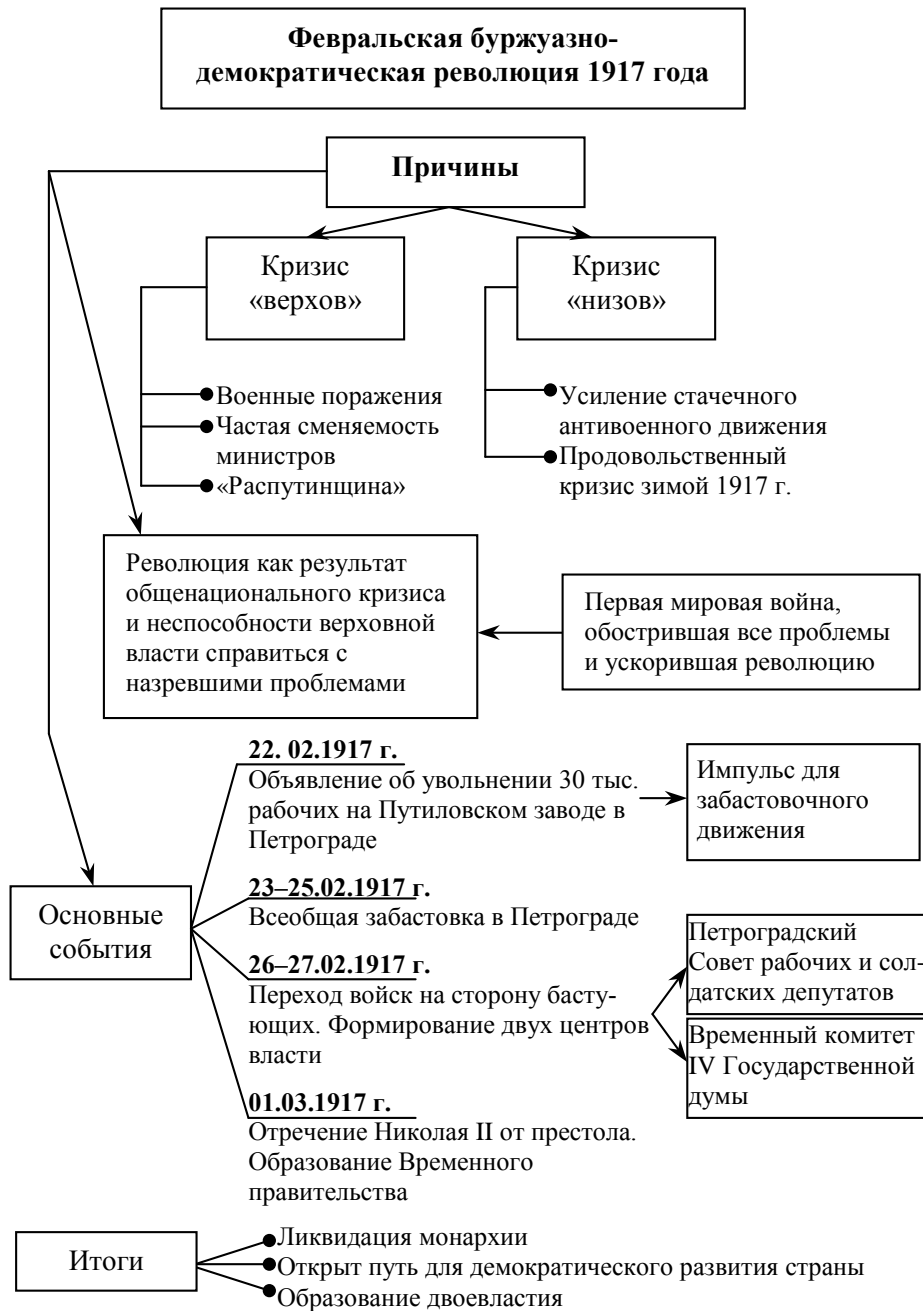 Февральская буржуазно-
демократическая революция 1917 года
Причины
Кризис
«верхов»
Кризис
«низов»
Военные поражения
Частая сменяемость
министров
«Распутинщина»
Усиление стачечного
антивоенного движения
Продовольственный
кризис зимой 1917 г.
Революция как результат
общенационального кризиса
и неспособности верховной
власти справиться с
назревшими проблемами
Первая мировая война,
обострившая все проблемы
и ускорившая революцию
22. 02.1917 г.
Объявление об увольнении 30 тыс.
рабочих на Путиловском заводе в
Петрограде
Импульс для
забастовочного
движения
Основные
события
23–25.02.1917 г.
Всеобщая забастовка в Петрограде
26–27.02.1917 г.
Переход войск на сторону басту-
ющих. Формирование двух центров
власти
Петроградский
Совет рабочих и сол-
датских депутатов
Временный комитет
IV Государственной
думы
01.03.1917 г.
Отречение Николая II от престола.
Образование Временного
правительства
Итоги
Ликвидация монархии
Открыт путь для демократического развития страны
Образование двоевластия